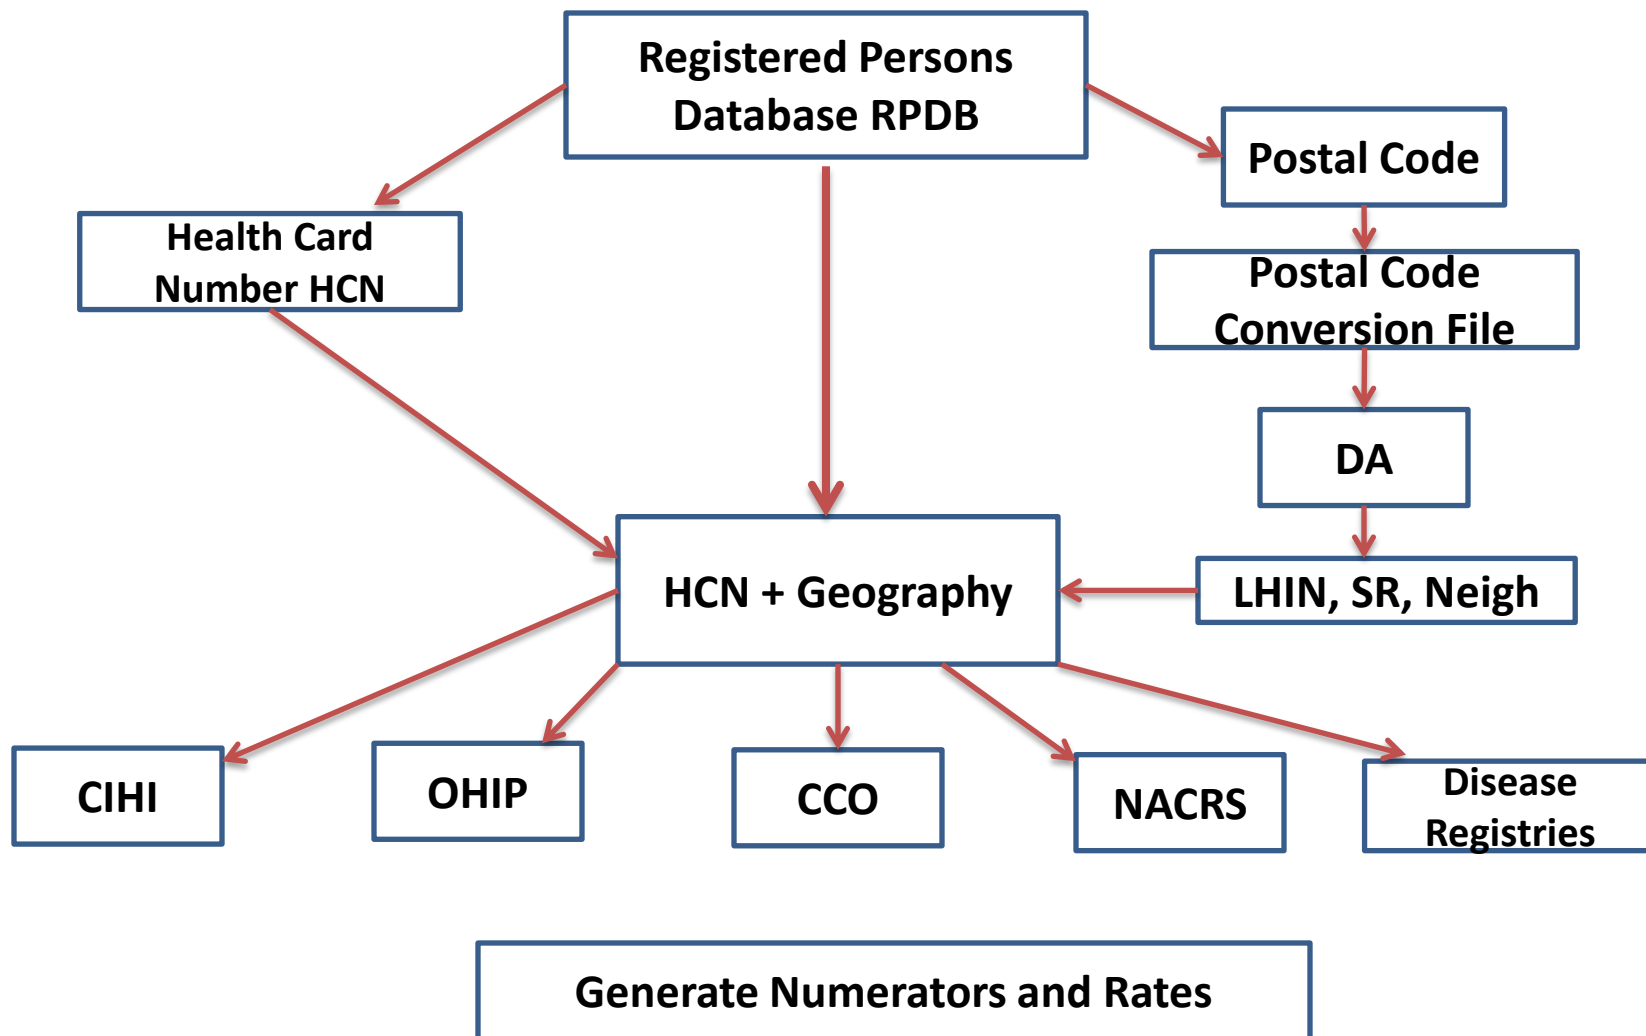 Registered Persons
Database RPDB
Postal Code
Health Card
Number HCN
Postal Code
Conversion File
DA
HCN + Geography
LHIN, SR, Neigh
CIHI
OHIP
CCO
NACRS
Disease
Registries
Generate Numerators and Rates